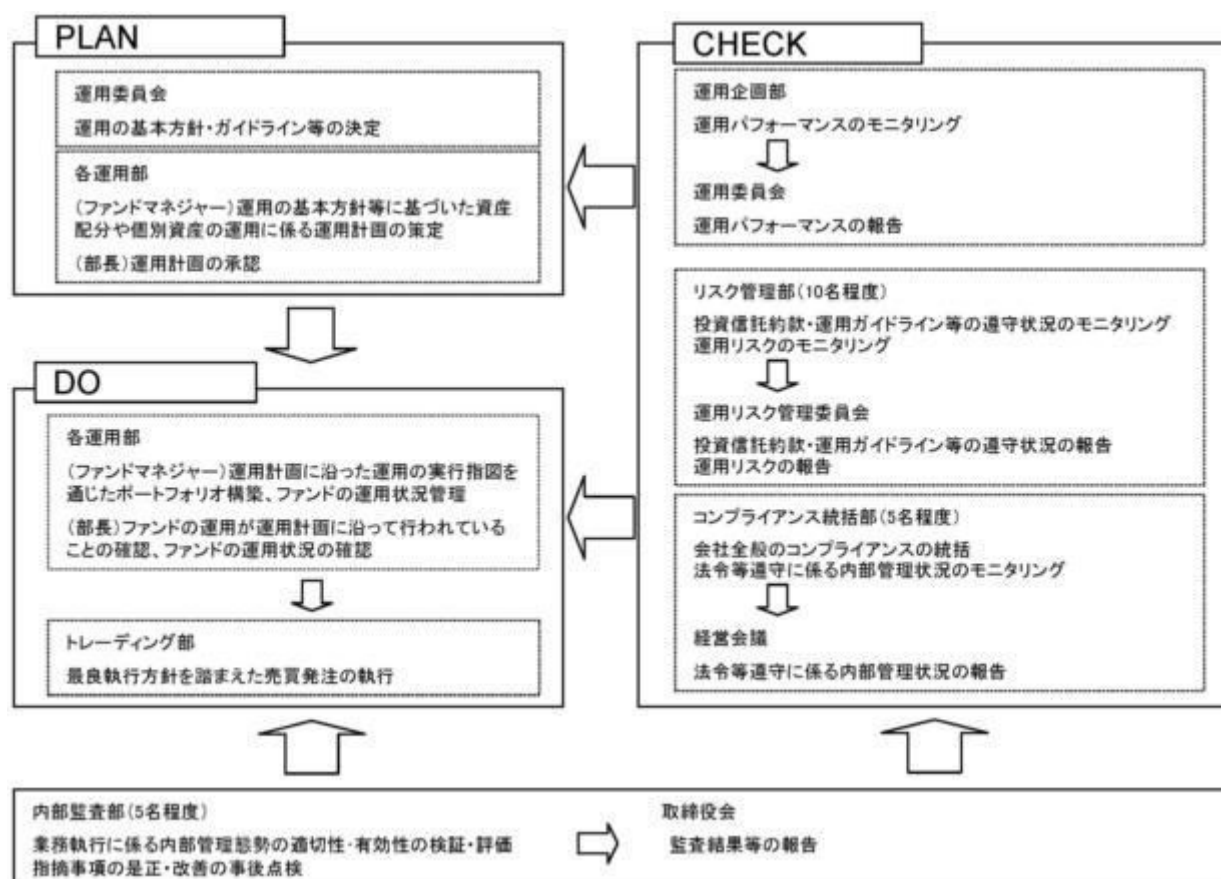 PLAN
運用委員会
運用の基本方針・ガイドライン等の決定
各運用部
(ファンドマネジャー)運用の基本方針等に基づいた資産
配分や個別資産の運用に係る運用計画の策定
(部長)運用計画の承認
DO
各運用部
(ファンドマネジャー)運用計画に沿った運用の実行指図を
通じたポートフォリオ構築、ファンドの運用状況管理
(部長)ファンドの運用が運用計画に沿って行われている
ことの確認、ファンドの運用状況の確認
トレーディング部
最良執行方針を踏まえた売買発注の執行
CHECK
運用企画部
運用パフォーマンスのモニタリング
運用委員会
運用パフォーマンスの報告
リスク管理部(10名程度)
投資信託約款・運用ガイドライン等の遵守状況のモニタリング
運用リスクのモニタリング
運用リスク管理委員会
投資信託約款・運用ガイドライン等の遵守状況の報告
運用リスクの報告
コンプライアンス統括部(5名程度)
会社全般のコンプライアンスの統括
法令等遵守に係る内部管理状況のモニタリング
経営会議
法令等遵守に係る内部管理状況の報告
内部監査部(5名程度)
業務執行に係る内部管理態勢の適切性・有効性の検証・評価
指摘事項の是正・改善の事後点検
取締役会
監査結果等の報告